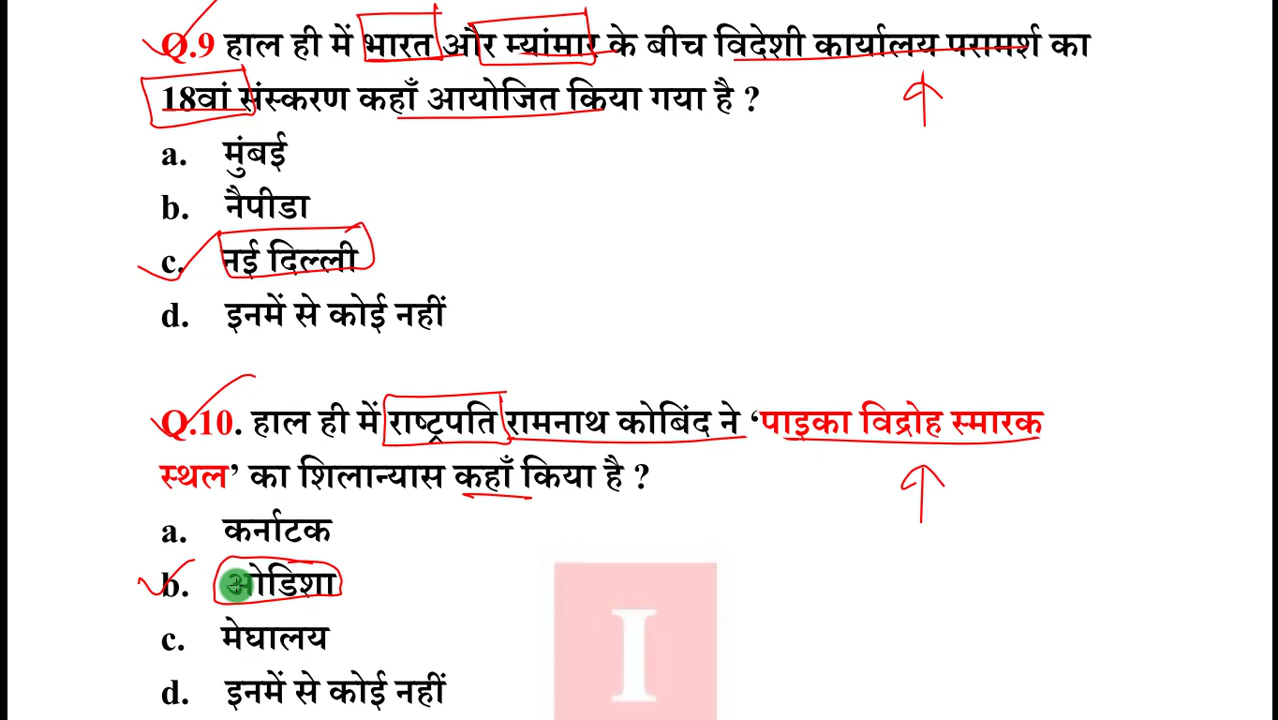 Q.9 हाल ही में भारत और म्यांमार के बीच विदेशी कार्यालय परामर्श का
18वां संस्करण कहाँ आयोजित किया गया है ?
a. मुंबई
b. नैपीडा
c. नई दिल्ली
d. इनमें से कोई नहीं
Q.10. हाल ही में राष्ट्रपति रामनाथ कोबिंद ने ‘पाइका विद्रोह स्मारक
स्थल’ का शिलान्यास कहाँ किया है ?
a. कर्नाटक
b. ओडिशा
c. मेघालय
d. इनमें से कोई नहीं
I